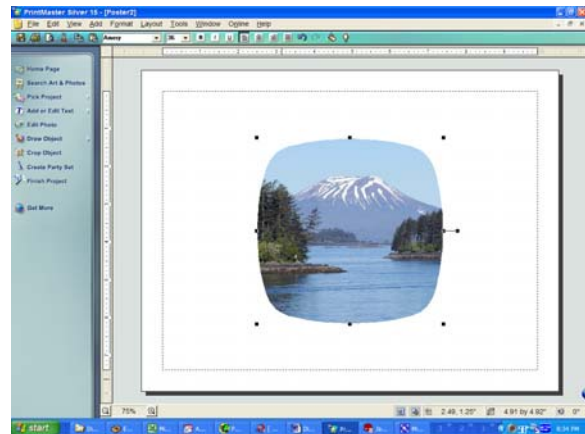 PrintMaster Silver 15 - [Poster2]
File Edit View Add Format Layout Tools Window Online Help
36
Home Page
Search Art & Photos
Pick Project
Add or Edit Text
Edit Photo
Draw Object
Crop Object
Create Party Set
Finish Project
Get More
75%
2.49, 1.25"
4.91 by 4.92"
0°
start